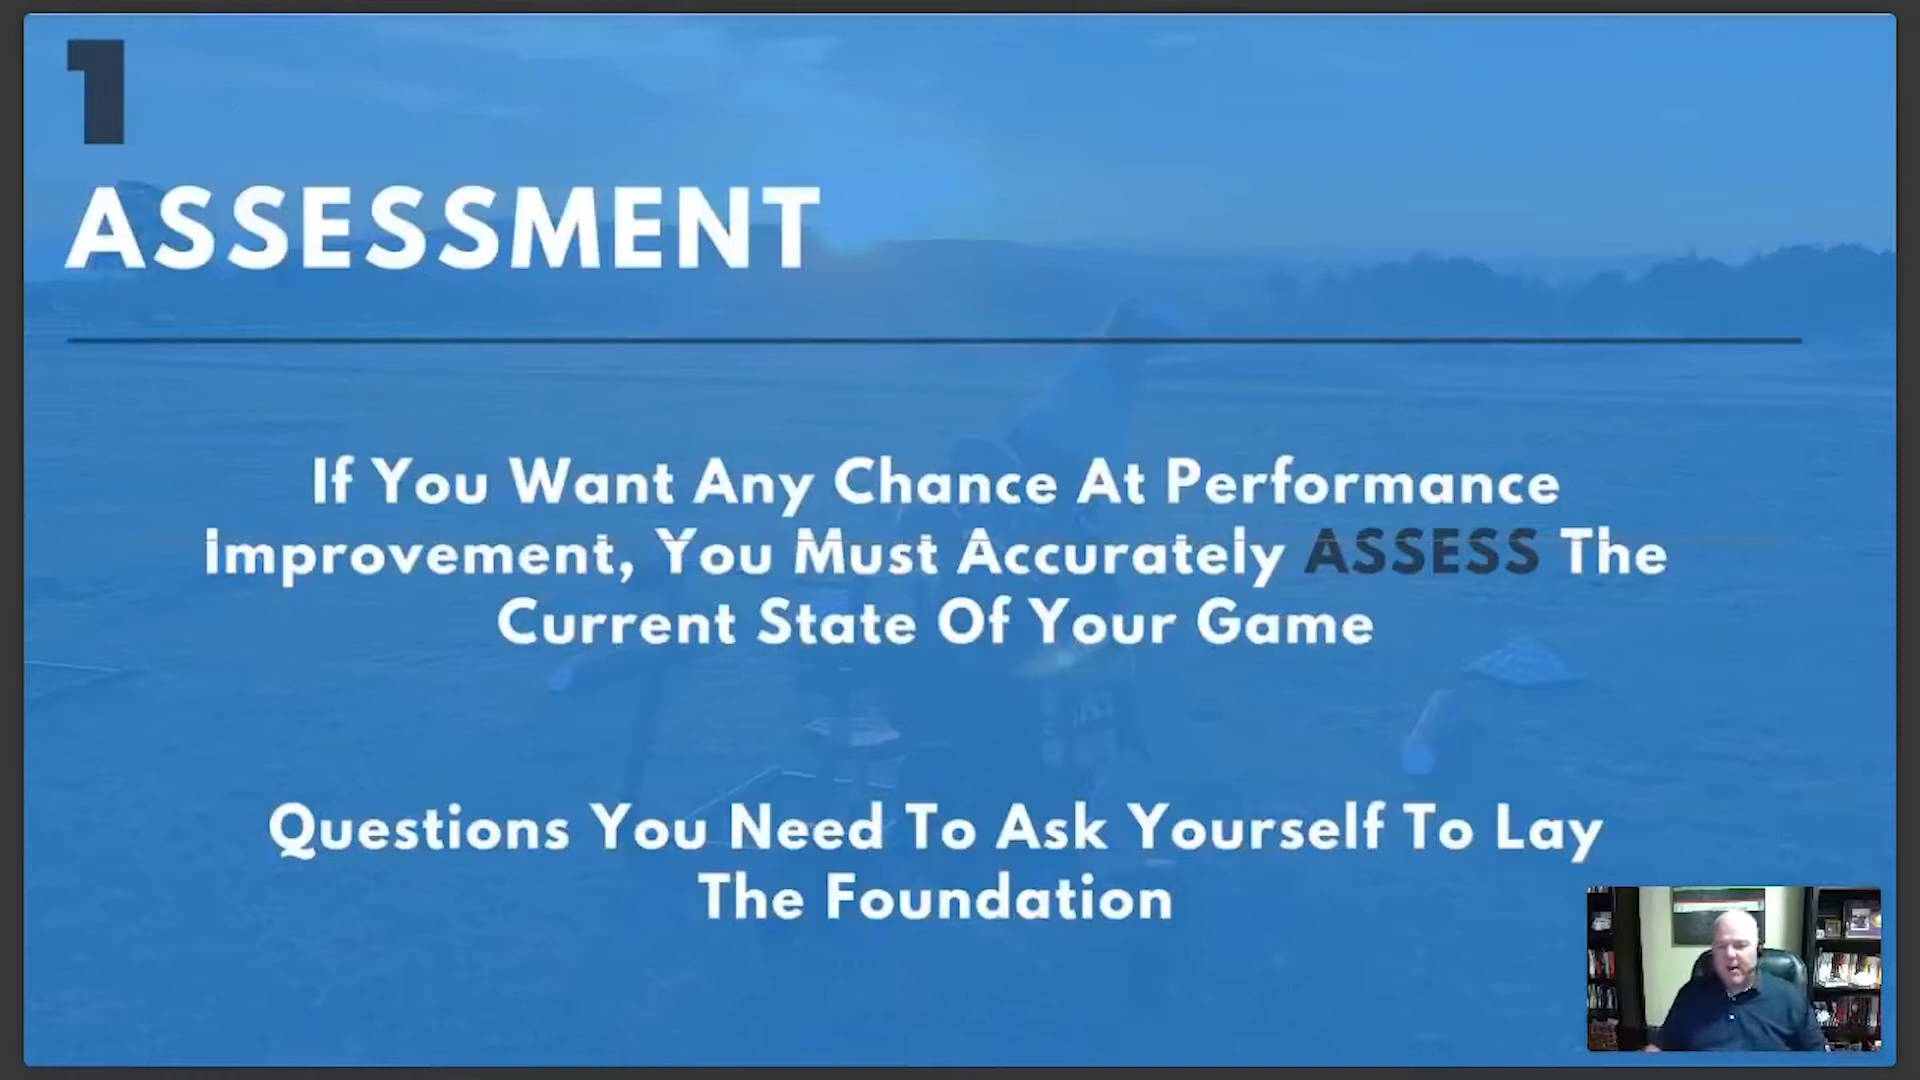 1
ASSESSMENT
If You Want Any Chance At Performance
Improvement, You Must Accurately ASSESS The
Current State Of Your Game
Questions You Need To Ask Yourself To Lay
The Foundation